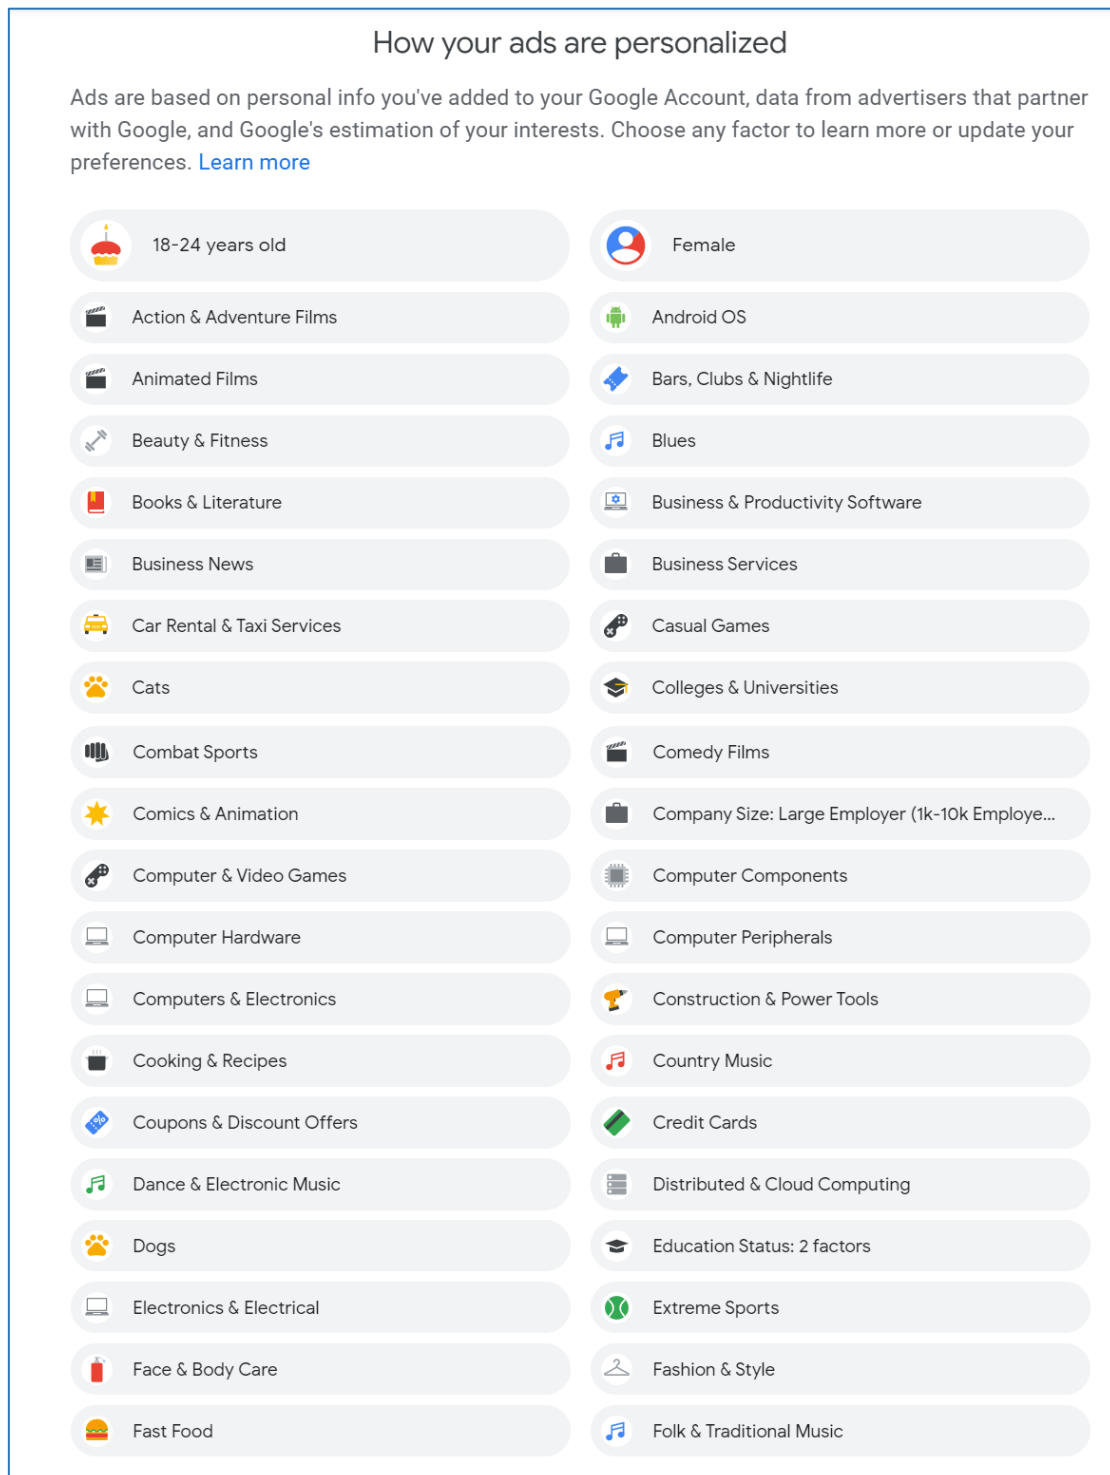 How your ads are personalized
Ads are based on personal info you've added to your Google Account, data from advertisers that partner
with Google, and Google's estimation of your interests. Choose any factor to learn more or update your
preferences. Learn more
18-24 years old
Female
Action & Adventure Films
Android OS
Animated Films
Bars, Clubs & Nightlife
Beauty & Fitness
Blues
Books & Literature
Business & Productivity Software
Business News
Business Services
Car Rental & Taxi Services
Casual Games
Cats
Colleges & Universities
Combat Sports
Comedy Films
Comics & Animation
Company Size: Large Employer (1k-10k Employe...
Computer & Video Games
Computer Components
Computer Hardware
Computer Peripherals
Computers & Electronics
Construction & Power Tools
Cooking & Recipes
Country Music
Coupons & Discount Offers
Credit Cards
Dance & Electronic Music
Distributed & Cloud Computing
Dogs
Education Status: 2 factors
Electronics & Electrical
Extreme Sports
Face & Body Care
Fashion & Style
Fast Food
Folk & Traditional Music